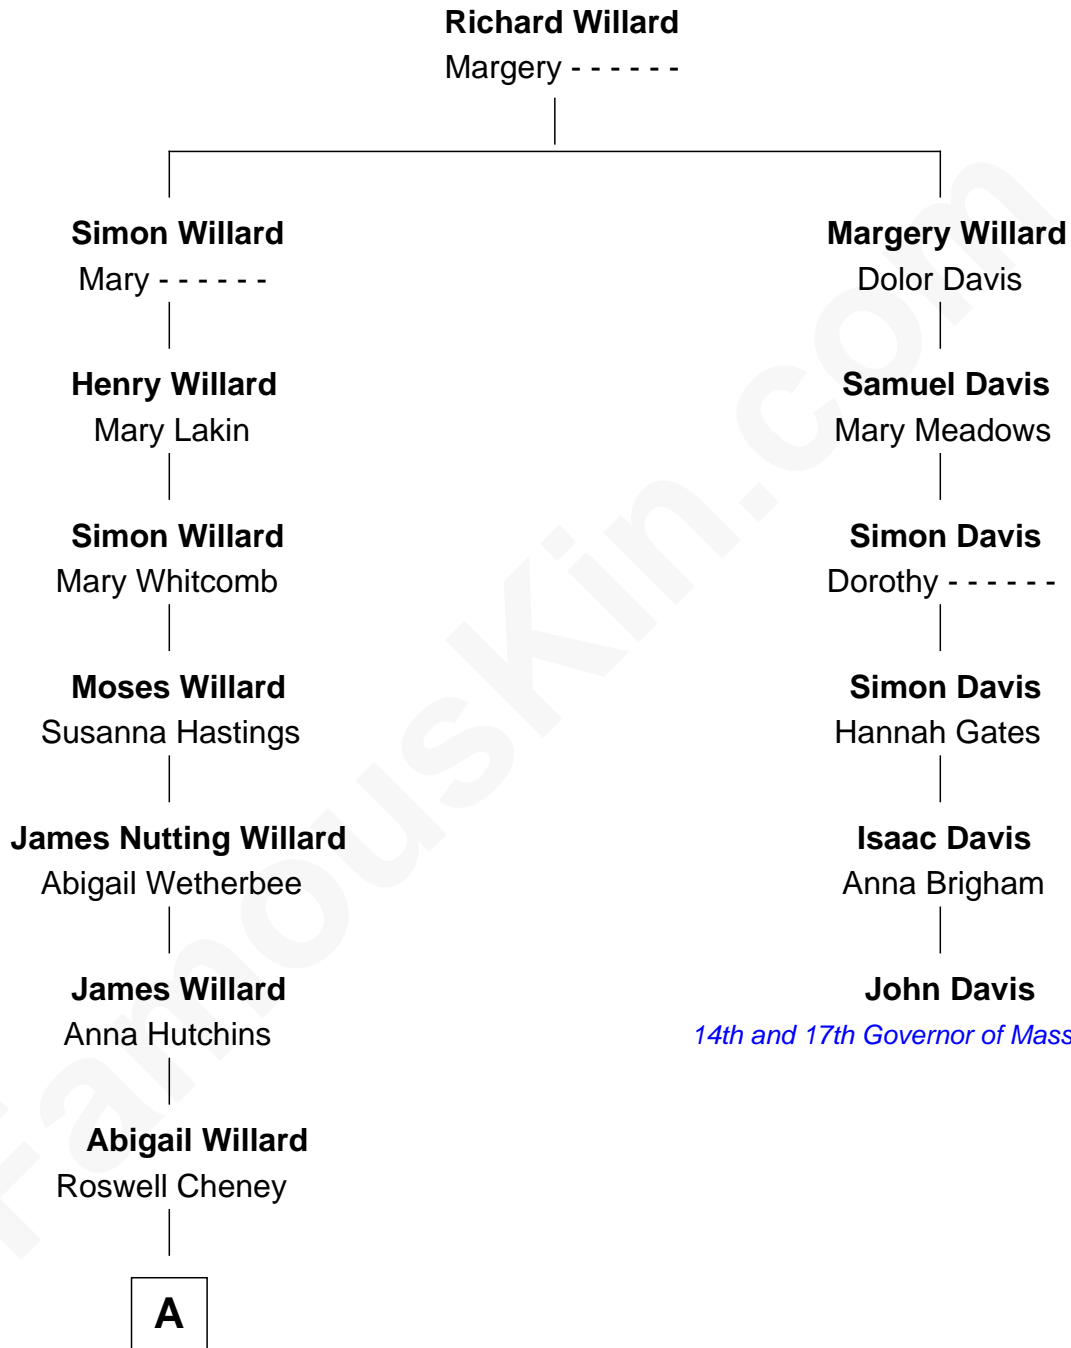 Richard Willard
Margery - - - - - -
Simon Willard
Mary - - - - - -
Margery Willard
Dolor Davis
Henry Willard
Mary Lakin
Samuel Davis
Mary Meadows
Simon Willard
Mary Whitcomb
Simon Davis
Dorothy - - - - - -
Moses Willard
Susanna Hastings
Simon Davis
Hannah Gates
James Nutting Willard
Abigail Wetherbee
Isaac Davis
Anna Brigham
James Willard
Anna Hutchins
John Davis
14th and 17th Governor of Mass
Abigail Willard
Roswell Cheney
A
FamousKin.com